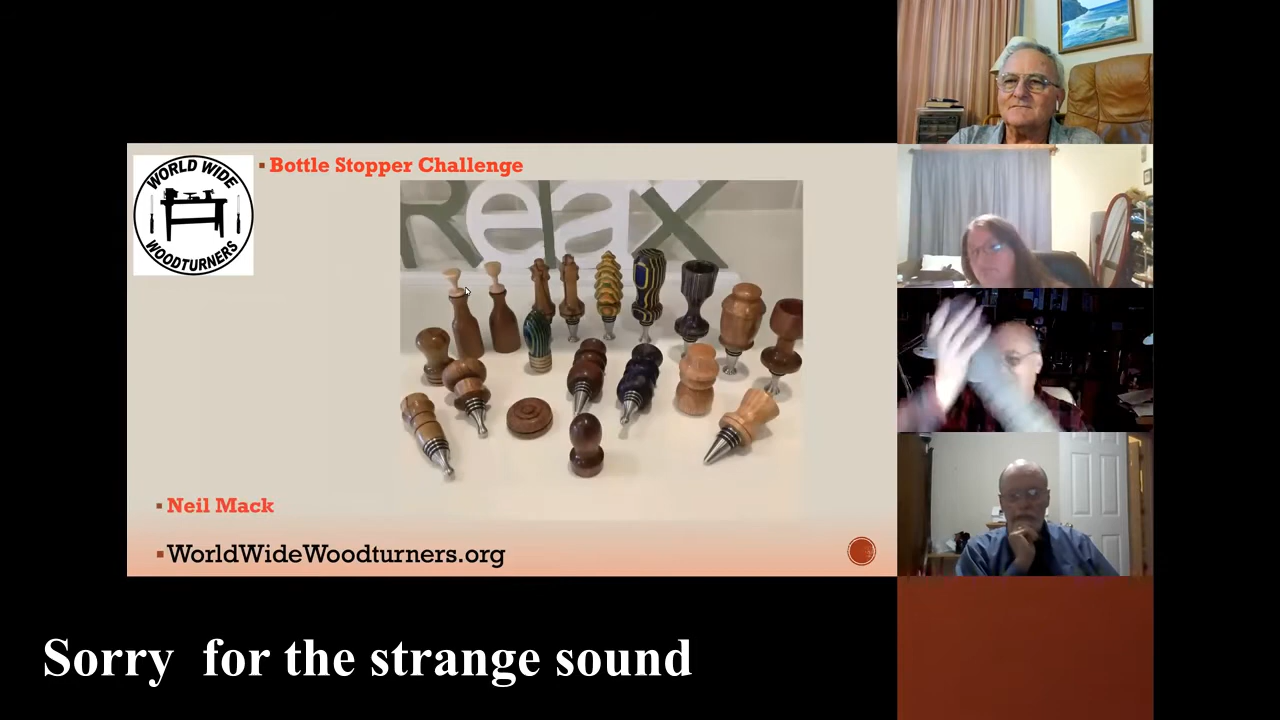 WORLD WIDE
WOODTURNERS
▪ Bottle Stopper Challenge
Relax
▪ Neil Mack
▪ WorldWideWoodturners.org
Sorry for the strange sound